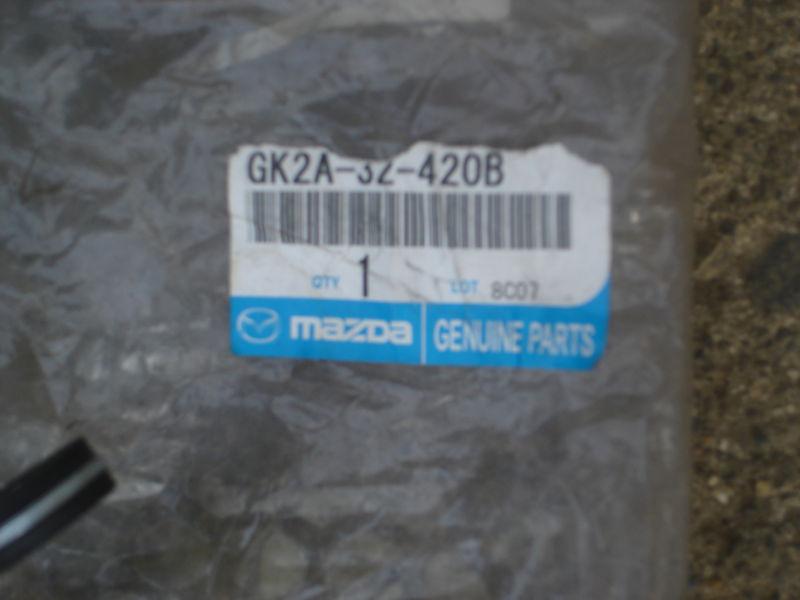 GK2A-32-420B
QTY 1 LOT 8C07
mazda GENUINE PARTS